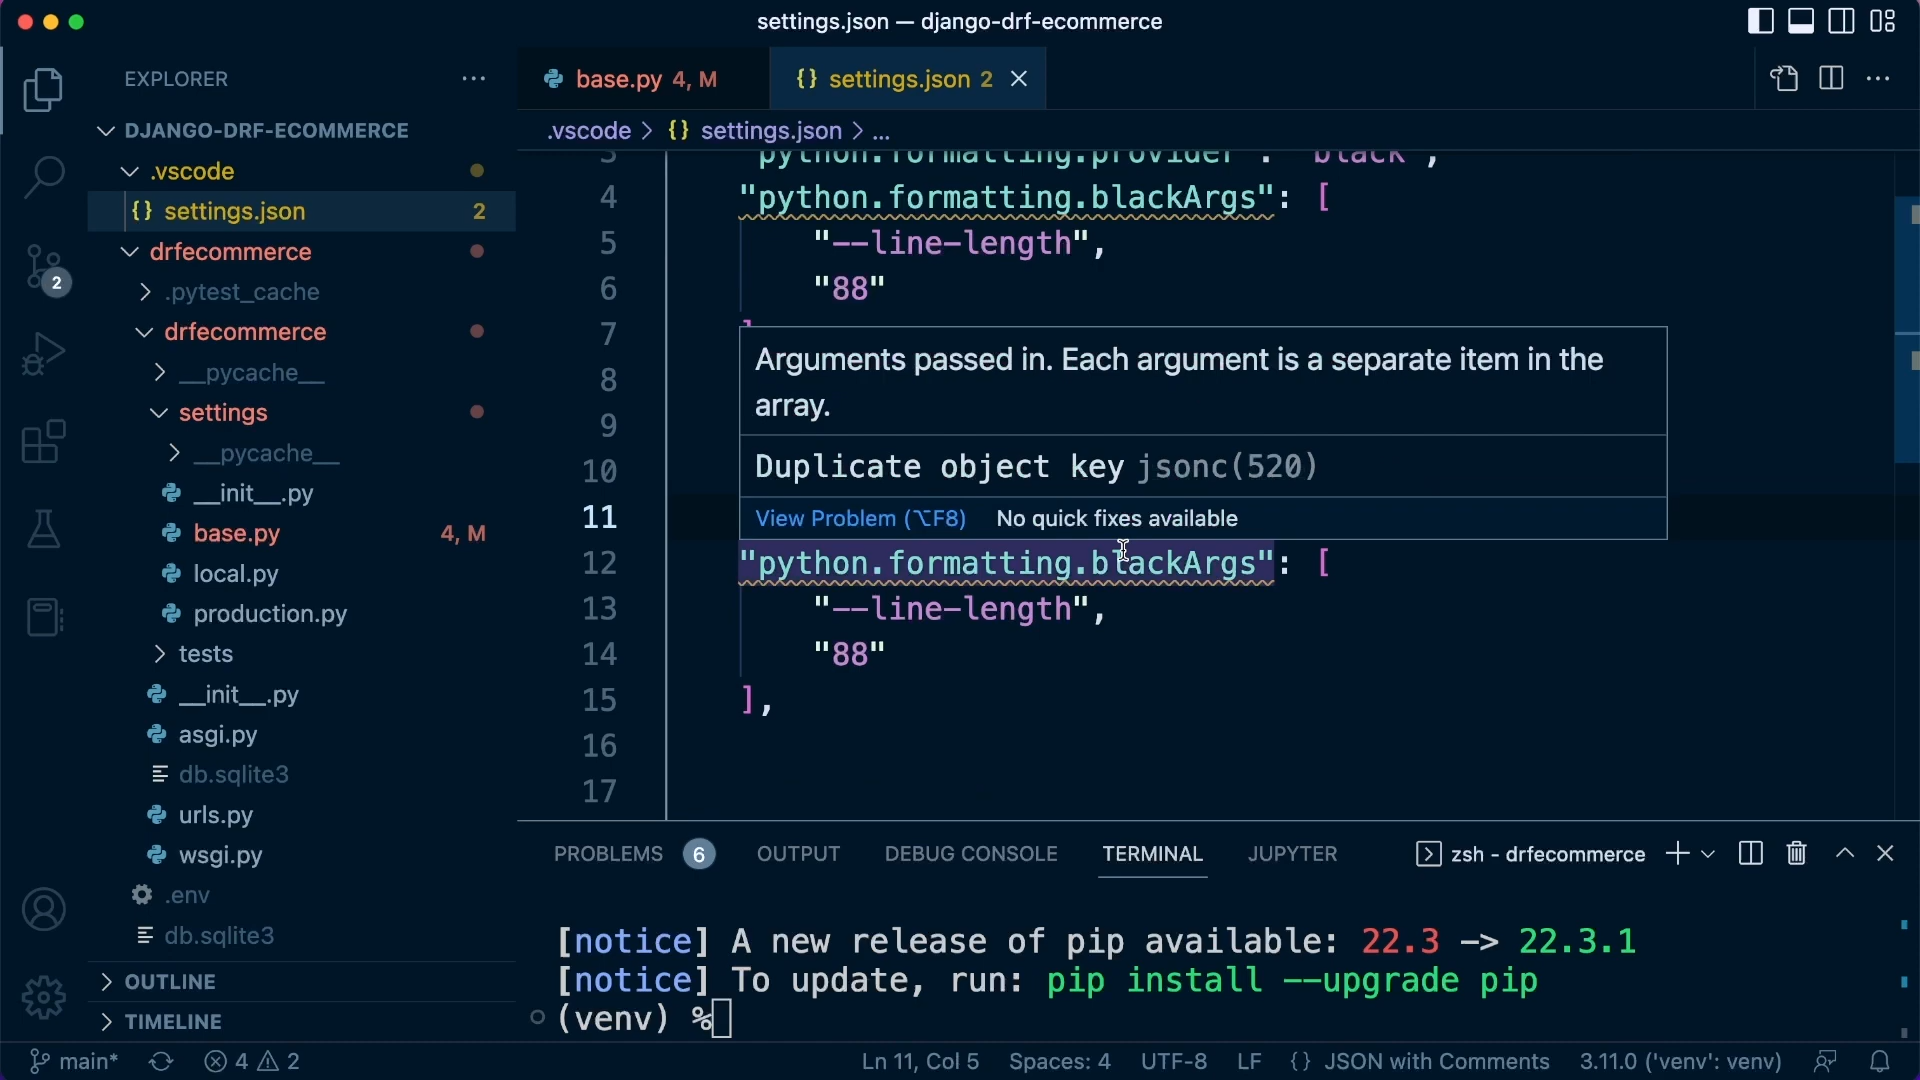 settings.json — django-drf-ecommerce
EXPLORER
base.py 4, M
{} settings.json 2
DJANGO-DRF-ECOMMERCE
.vscode
{} settings.json 2
drfecommerce
.pytest_cache
drfecommerce
__pycache__
settings
__pycache__
__init__.py
base.py 4, M
local.py
production.py
tests
__init__.py
asgi.py
db.sqlite3
urls.py
wsgi.py
.env
db.sqlite3
OUTLINE
TIMELINE
2
.vscode > {} settings.json > ...
3 "python.formatting.provider": "black",
4 "python.formatting.blackArgs": [
5 "--line-length",
6 "88"
7 ]
8
9
10
11
Arguments passed in. Each argument is a separate item in the
array.
Duplicate object key jsonc(520)
View Problem (⌥F8) No quick fixes available
12 "python.formatting.blackArgs": [
13 "--line-length",
14 "88"
15 ],
16
17
PROBLEMS 6 OUTPUT DEBUG CONSOLE TERMINAL JUPYTER zsh - drfecommerce
[notice] A new release of pip available: 22.3 -> 22.3.1
[notice] To update, run: pip install --upgrade pip
(venv) %
main* 4 2 Ln 11, Col 5 Spaces: 4 UTF-8 LF {} JSON with Comments 3.11.0 ('venv': venv)